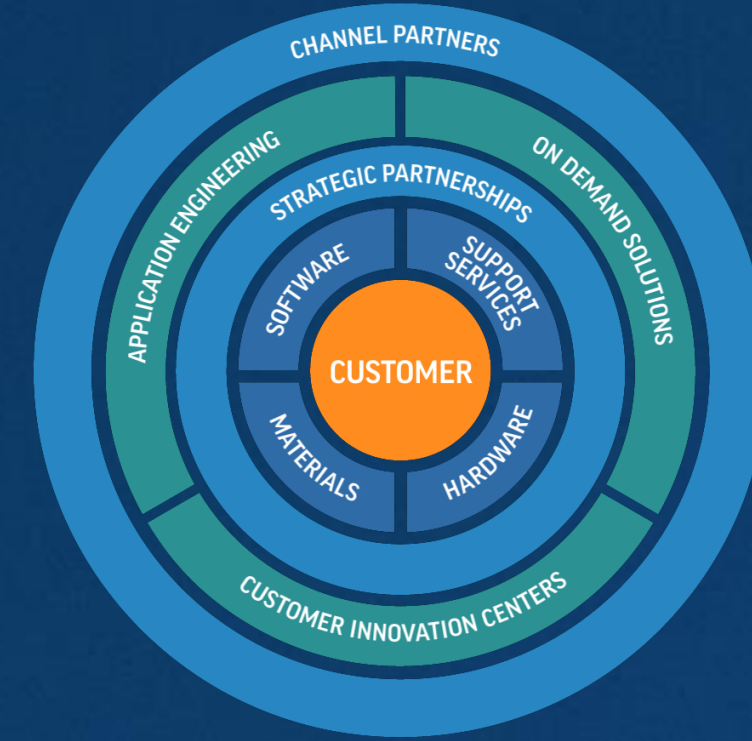 CHANNEL PARTNERS
APPLICATION ENGINEERING
ON DEMAND SOLUTIONS
STRATEGIC PARTNERSHIPS
SOFTWARE
SUPPORT
SERVICES
CUSTOMER
MATERIALS
HARDWARE
CUSTOMER INNOVATION CENTERS